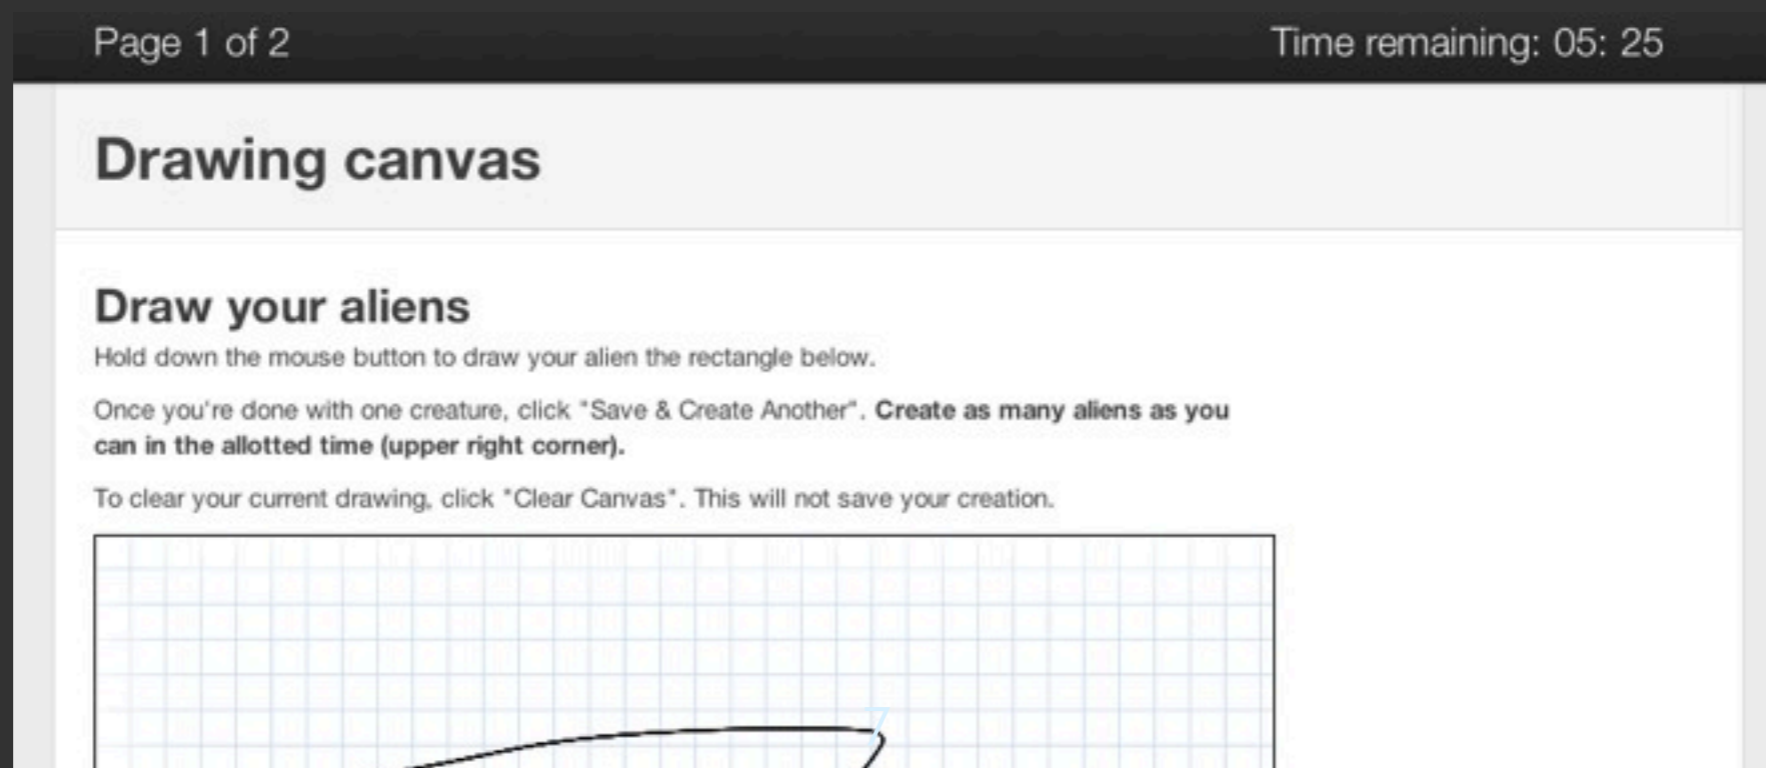 Page 1 of 2
Time remaining: 05: 25
Drawing canvas
Draw your aliens
Hold down the mouse button to draw your alien the rectangle below.
Once you're done with one creature, click "Save & Create Another". Create as many aliens as you
can in the allotted time (upper right corner).
To clear your current drawing, click "Clear Canvas". This will not save your creation.
7